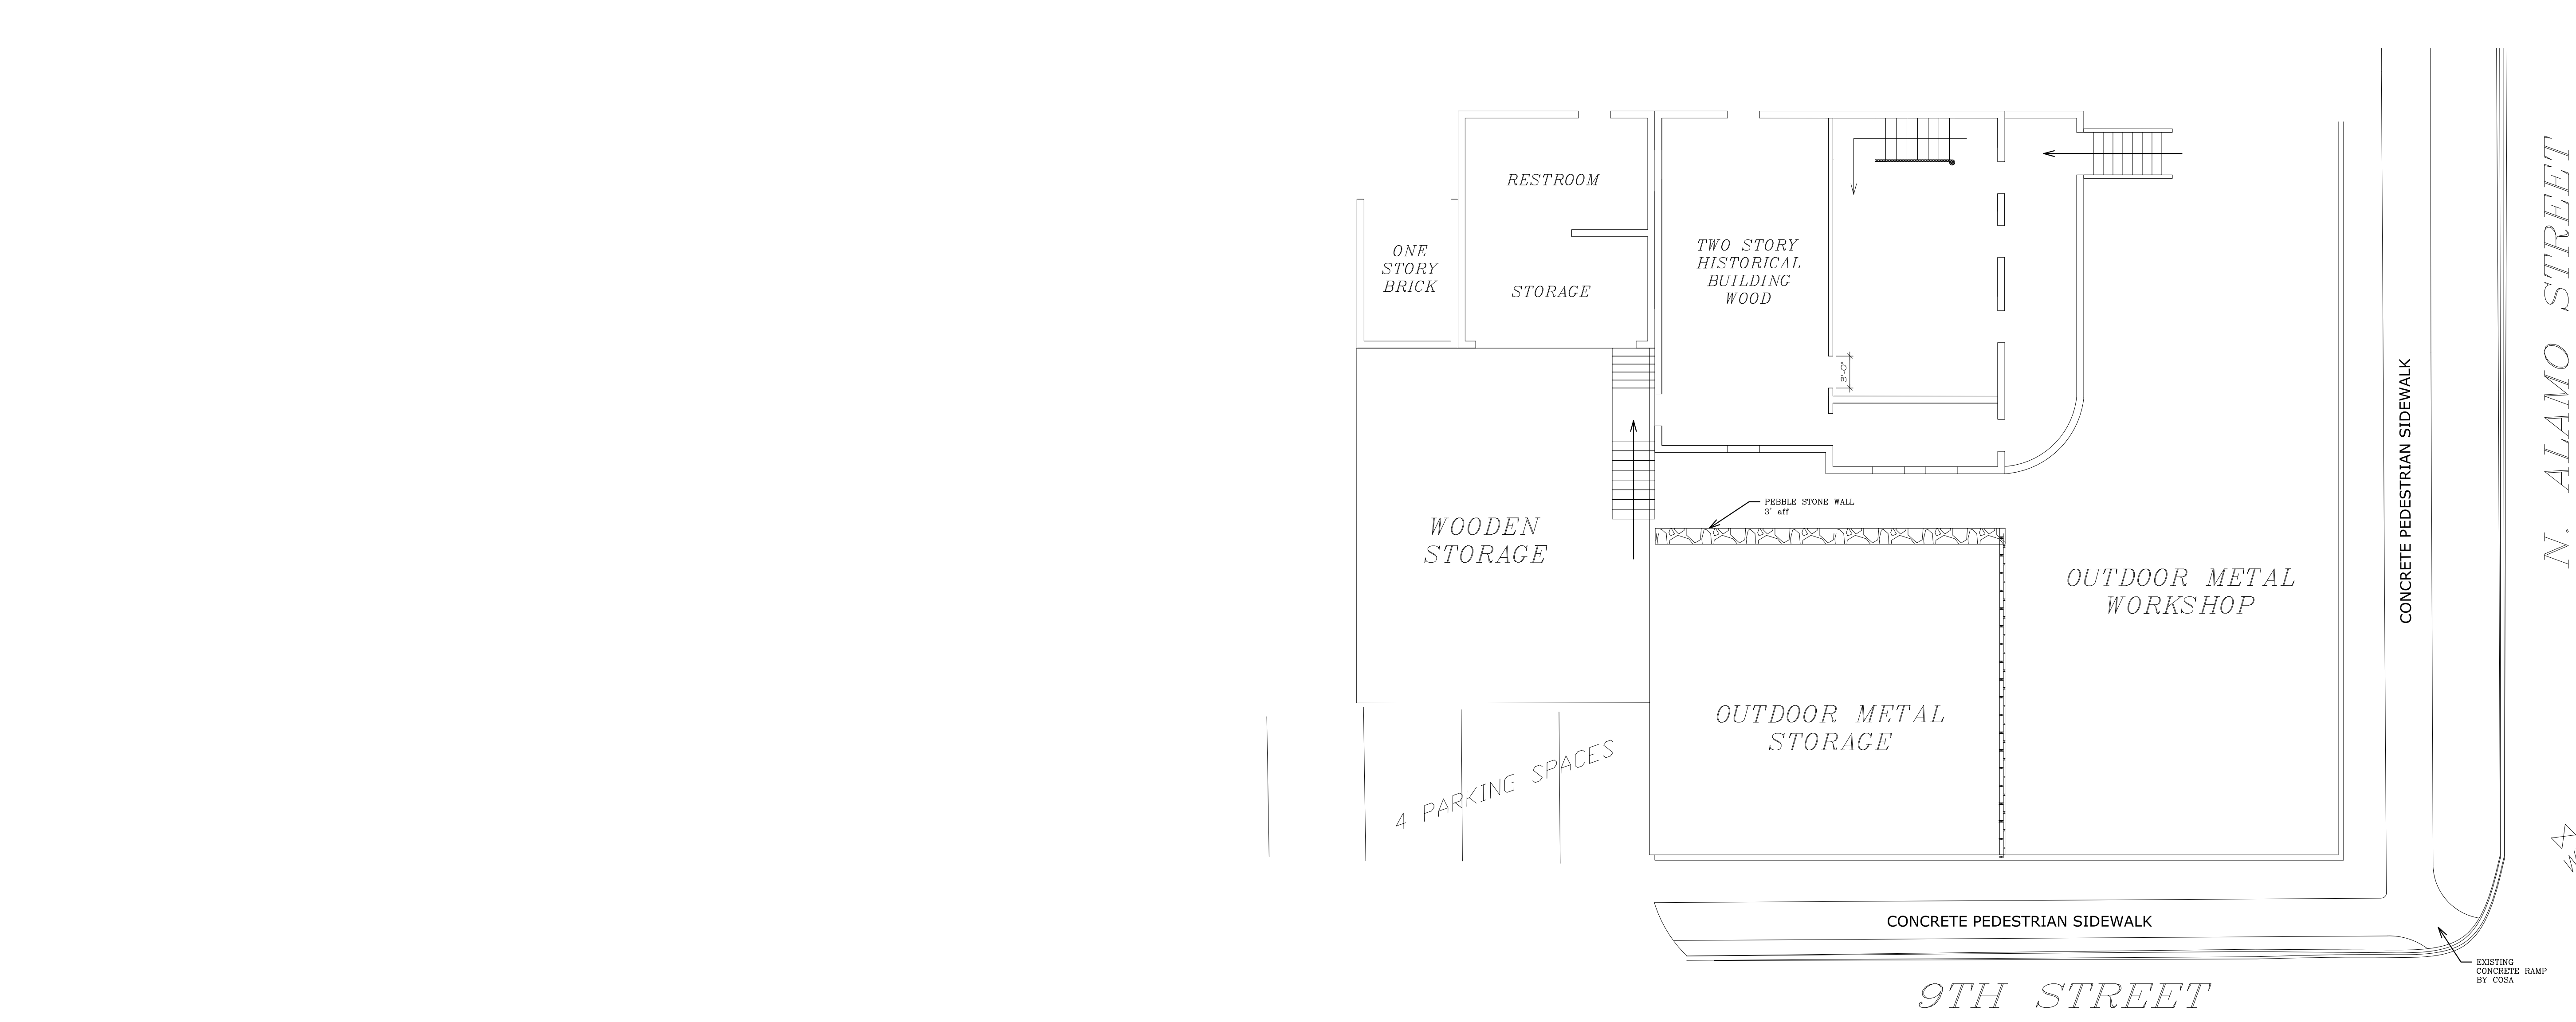 RESTROOM
ONE
STORY
BRICK
STORAGE
TWO STORY
HISTORICAL
BUILDING
WOOD
3'-0"
PEBBLE STONE WALL
3' aff
WOODEN
STORAGE
OUTDOOR METAL
WORKSHOP
OUTDOOR METAL
STORAGE
4 PARKING SPACES
CONCRETE PEDESTRIAN SIDEWALK
N. ALAMO STREET
CONCRETE PEDESTRIAN SIDEWALK
EXISTING
CONCRETE RAMP
BY COSA
9TH STREET